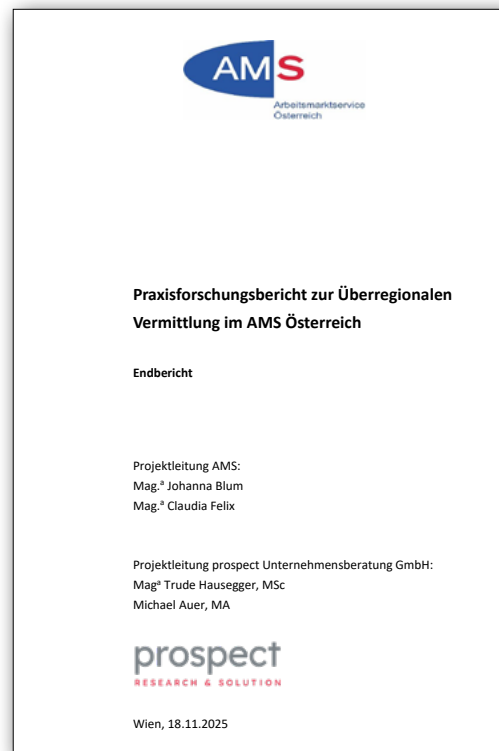 AMS
Arbeitsmarktservice
Österreich
Praxisforschungsbericht zur Überregionalen
Vermittlung im AMS Österreich
Endbericht
Projektleitung AMS:
Mag.ª Johanna Blum
Mag.ª Claudia Felix
Projektleitung prospect Unternehmensberatung GmbH:
Magª Trude Hausegger, MSc
Michael Auer, MA
prospect
RESEARCH & SOLUTION
Wien, 18.11.2025